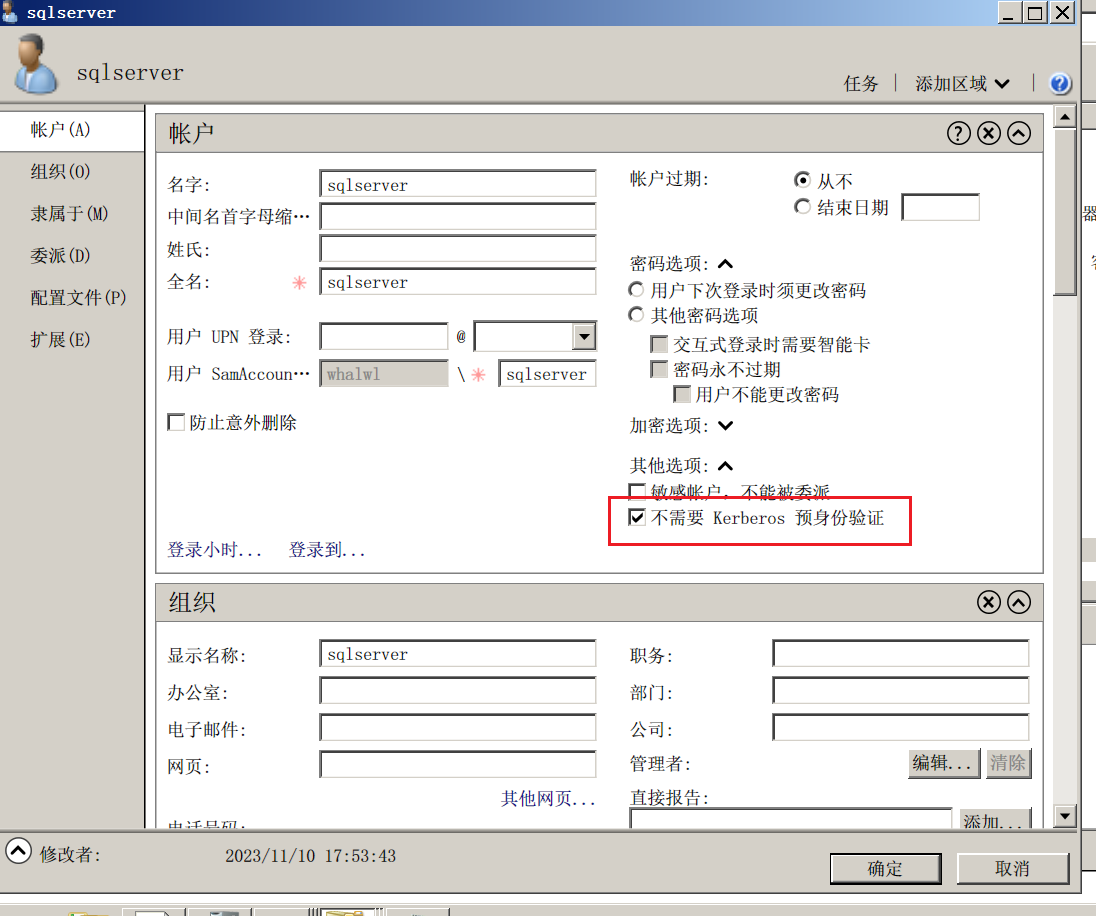 sqlserver
sqlserver
任务
添加区域
帐户(A)
组织(O)
隶属于(M)
委派(D)
配置文件(P)
扩展(E)
帐户
名字: sqlserver
中间名首字母缩…
姓氏:
全名: * sqlserver
用户 UPN 登录: @
用户 SamAccoun… whalwl \ * sqlserver
防止意外删除
登录小时... 登录到...
帐户过期: 从不
结束日期
密码选项:
用户下次登录时须更改密码
其他密码选项
交互式登录时需要智能卡
密码永不过期
用户不能更改密码
加密选项:
其他选项:
敏感帐户，不能被委派
不需要 Kerberos 预身份验证
组织
显示名称: sqlserver
办公室:
电子邮件:
网页:
其他网页...
电话号码:
职务:
部门:
公司:
管理者: 编辑... 清除
直接报告:
添加...
修改者: 2023/11/10 17:53:43
确定 取消
器